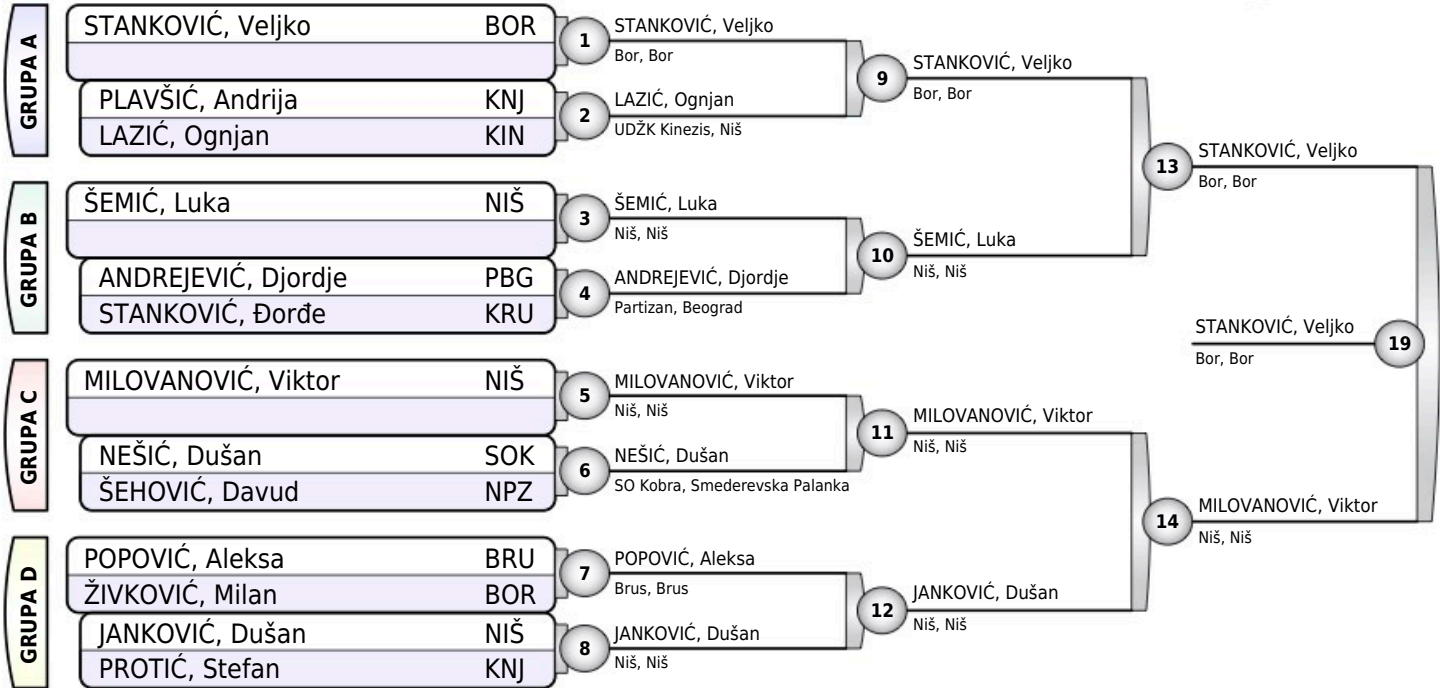 GRUPA A
STANKOVIĆ, Veljko BOR
PLAVŠIĆ, Andrija KNJ
LAZIĆ, Ognjan KIN
GRUPA B
ŠEMIĆ, Luka NIŠ
ANDREJEVIĆ, Djordje PBG
STANKOVIĆ, Đorđe KRU
GRUPA C
MILOVANOVIĆ, Viktor NIŠ
NEŠIĆ, Dušan SOK
ŠEHOVIĆ, Davud NPZ
GRUPA D
POPOVIĆ, Aleksa BRU
ŽIVKOVIĆ, Milan BOR
JANKOVIĆ, Dušan NIŠ
PROTIĆ, Stefan KNJ
1
STANKOVIĆ, Veljko
Bor, Bor
2
LAZIĆ, Ognjan
UDŽK Kinezis, Niš
3
ŠEMIĆ, Luka
Niš, Niš
4
ANDREJEVIĆ, Djordje
Partizan, Beograd
5
MILOVANOVIĆ, Viktor
Niš, Niš
6
NEŠIĆ, Dušan
SO Kobra, Smederevska Palanka
7
POPOVIĆ, Aleksa
Brus, Brus
8
JANKOVIĆ, Dušan
Niš, Niš
9
STANKOVIĆ, Veljko
Bor, Bor
10
ŠEMIĆ, Luka
Niš, Niš
11
MILOVANOVIĆ, Viktor
Niš, Niš
12
JANKOVIĆ, Dušan
Niš, Niš
13
STANKOVIĆ, Veljko
Bor, Bor
14
MILOVANOVIĆ, Viktor
Niš, Niš
STANKOVIĆ, Veljko
Bor, Bor
19